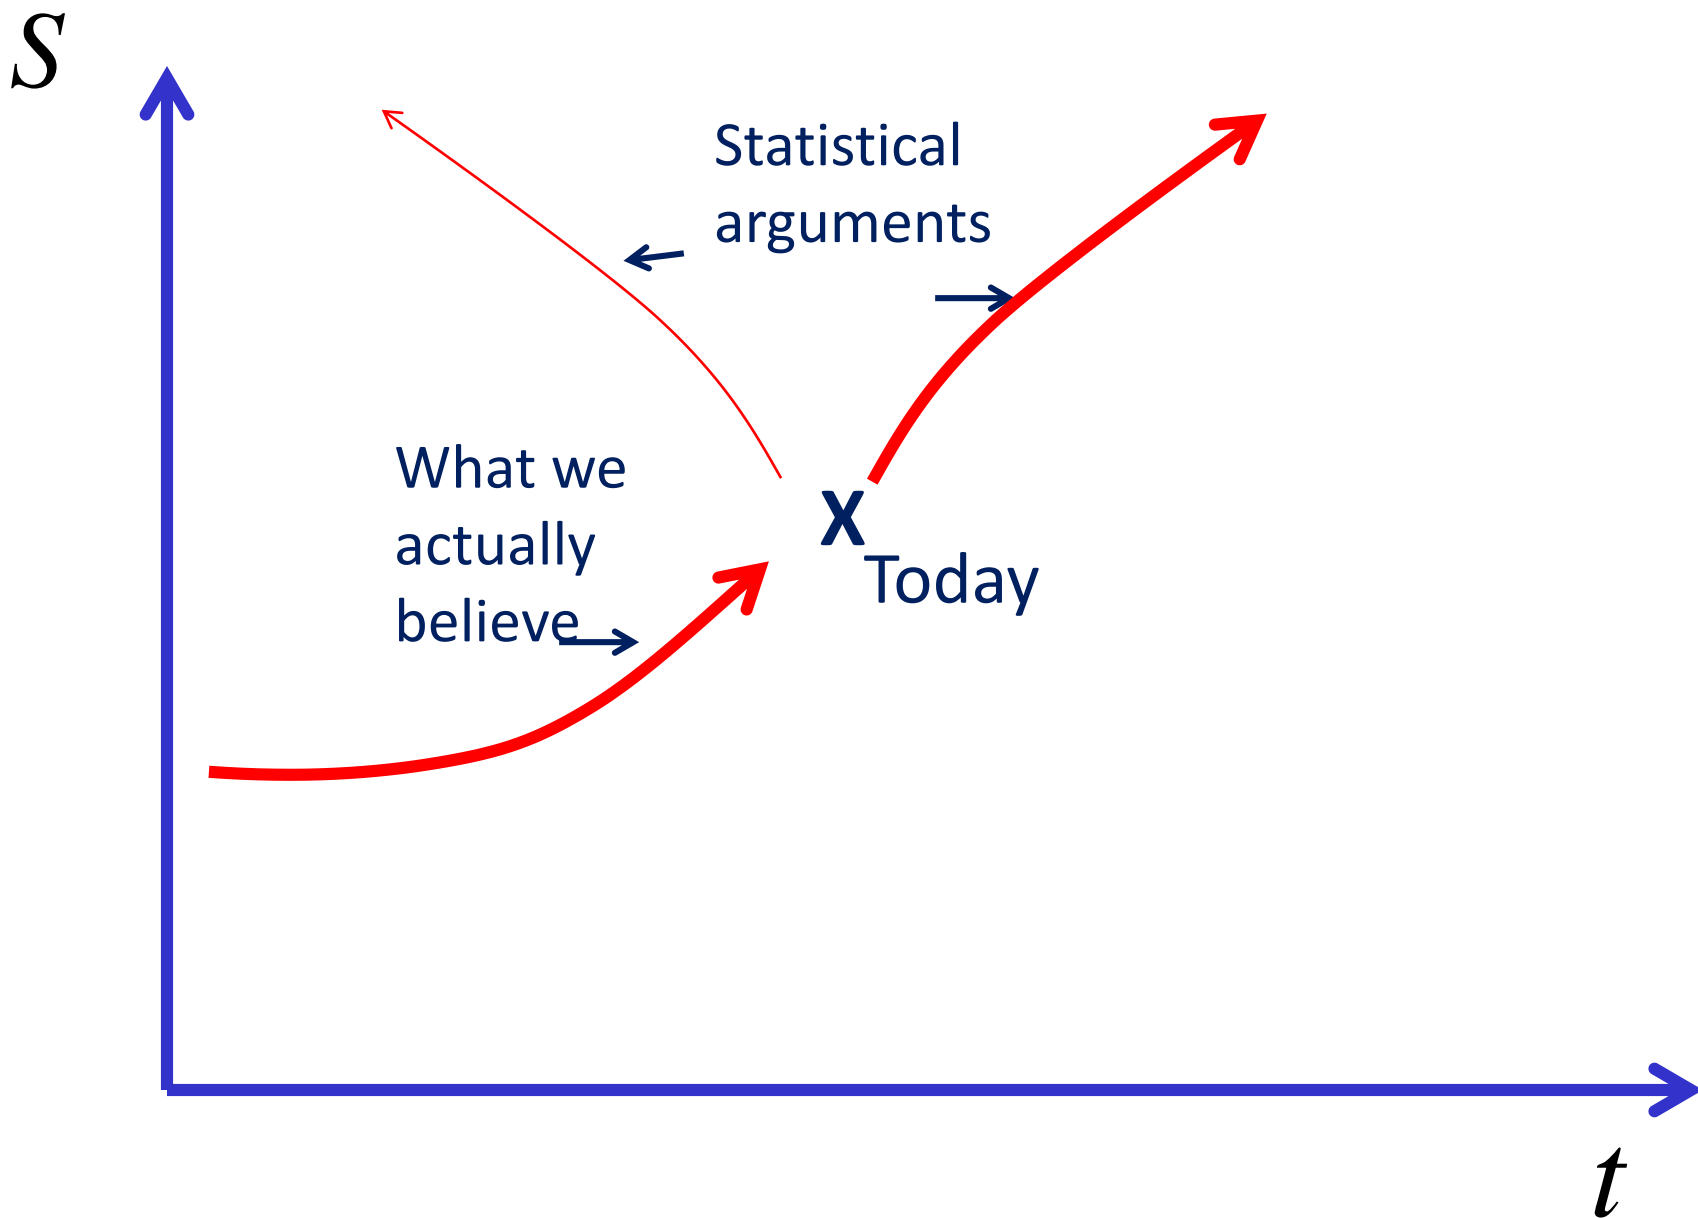 S
Statistical
arguments
What we
actually
believe
X
Today
t